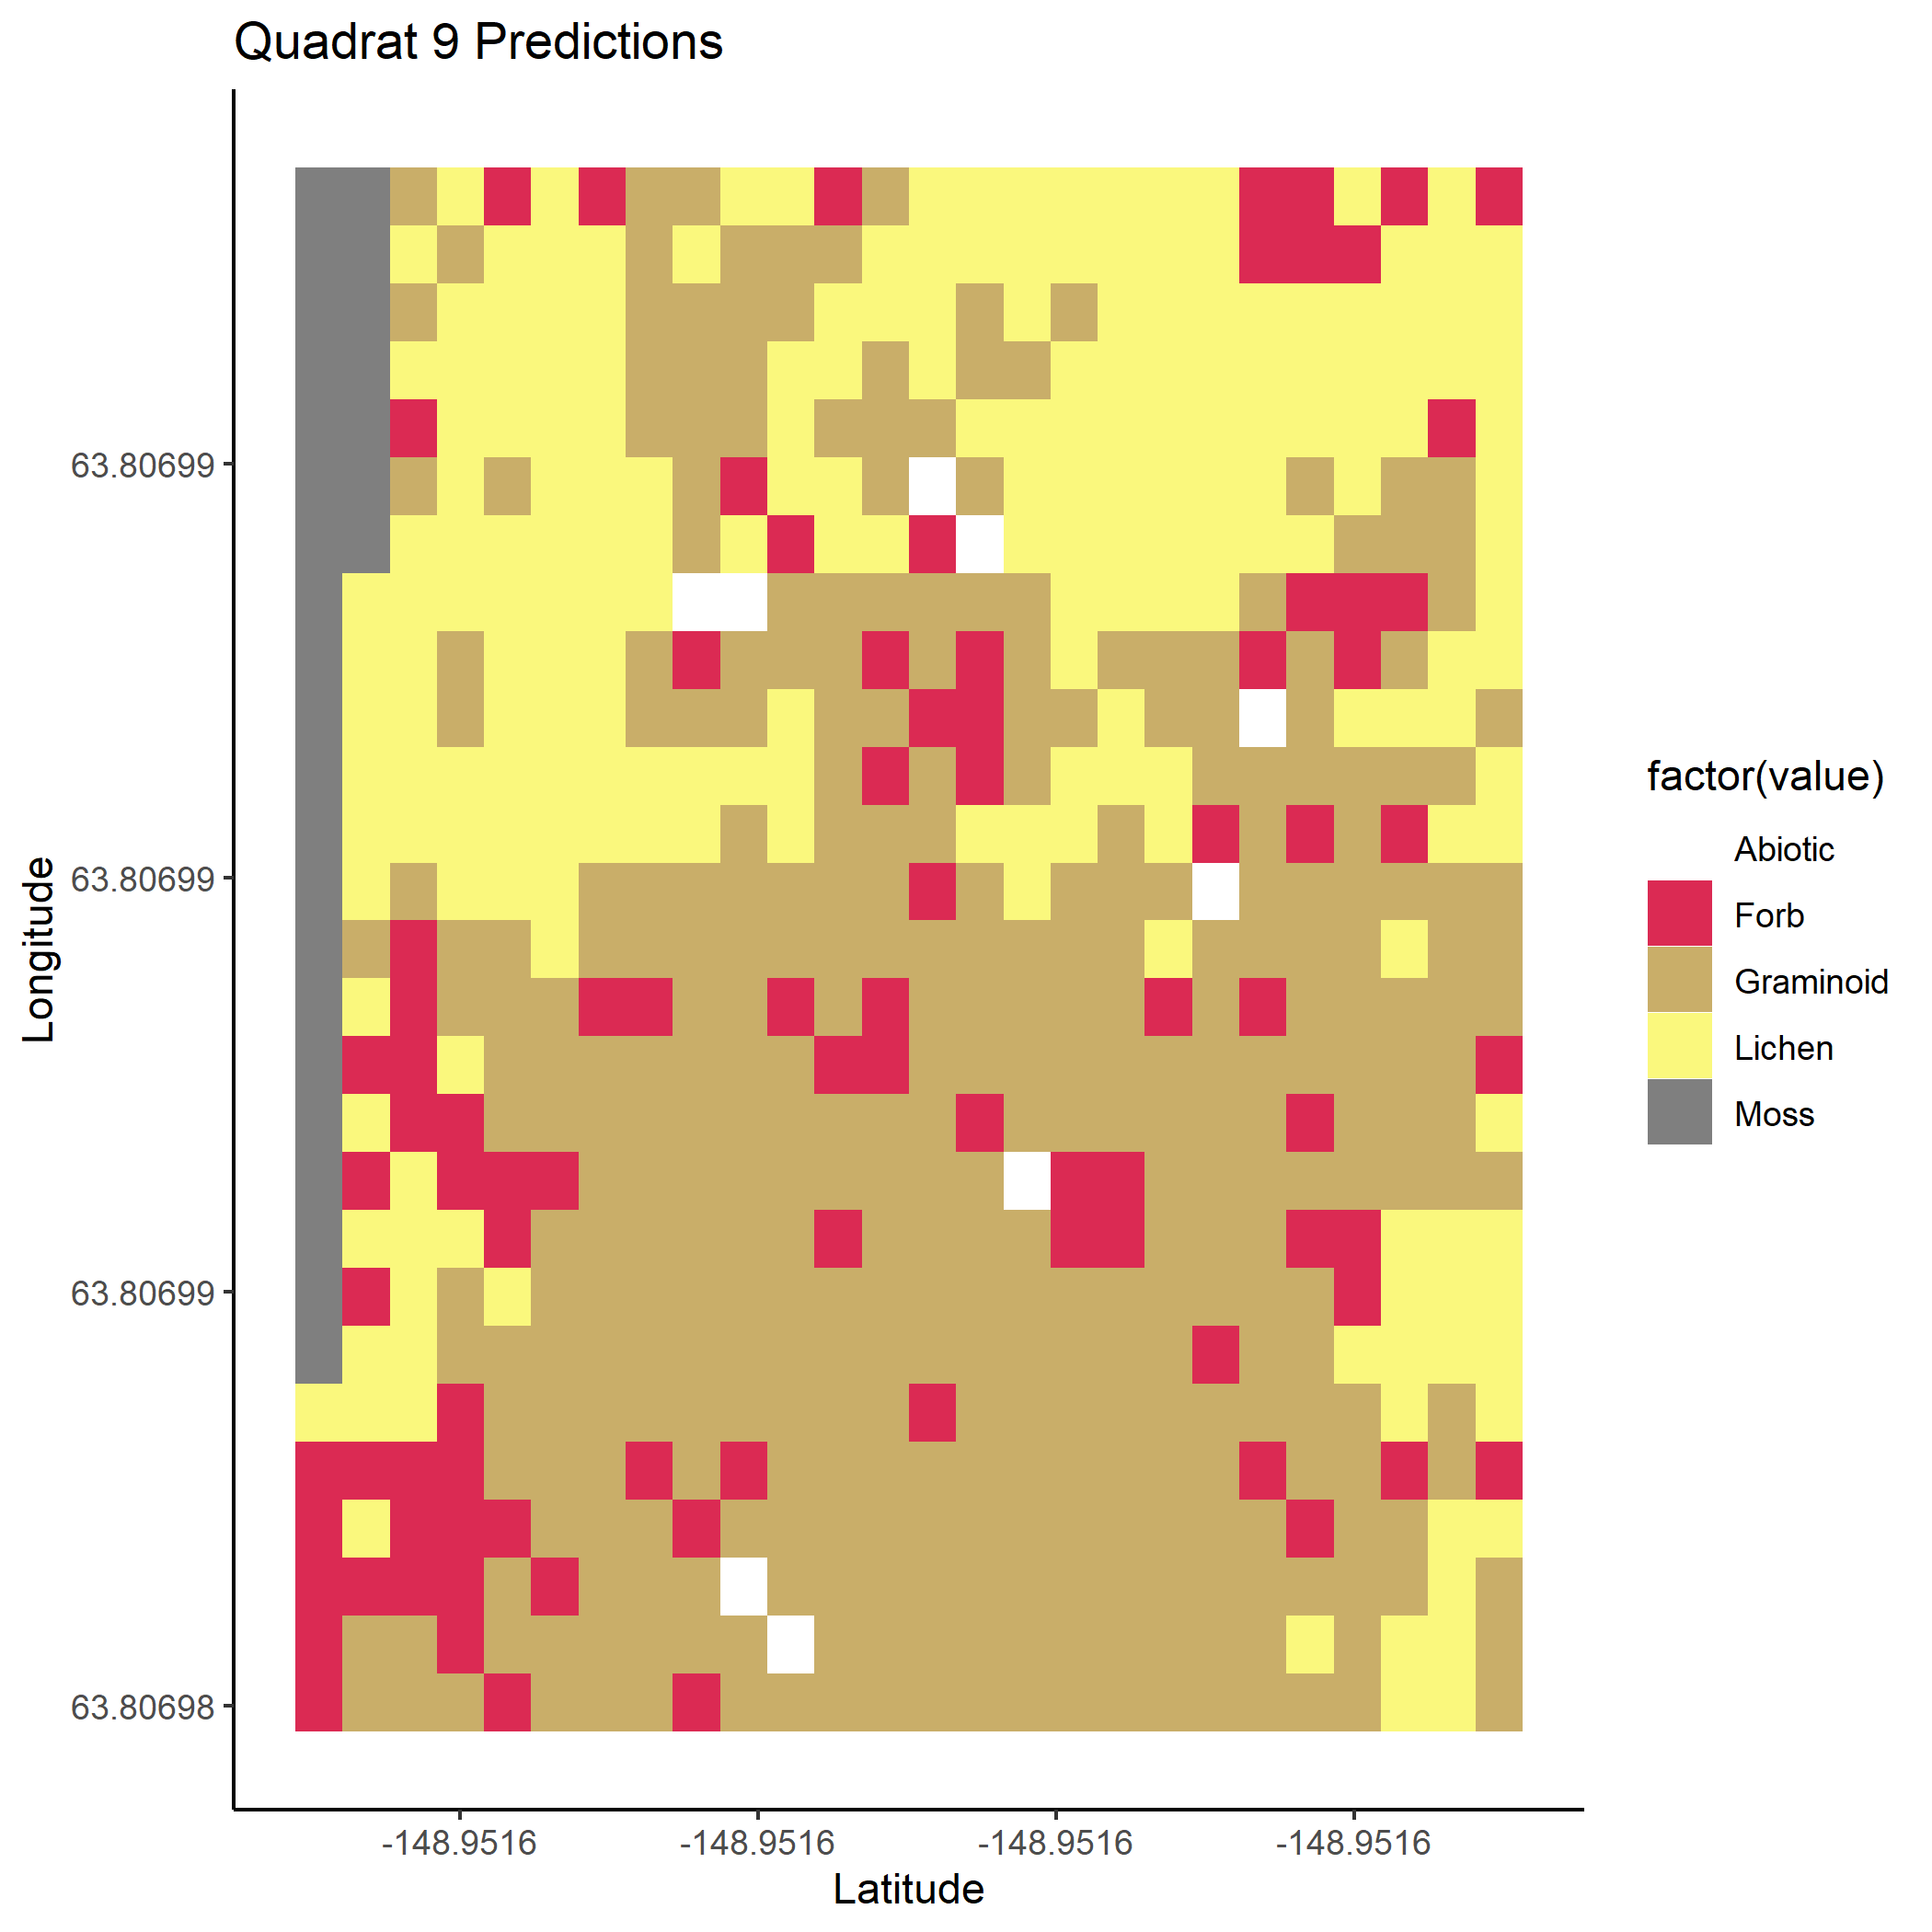 Quadrat 9 Predictions
63.80699
63.80699
63.80699
63.80698
Longitude
-148.9516
-148.9516
-148.9516
-148.9516
Latitude
factor(value)
Abiotic
Forb
Graminoid
Lichen
Moss